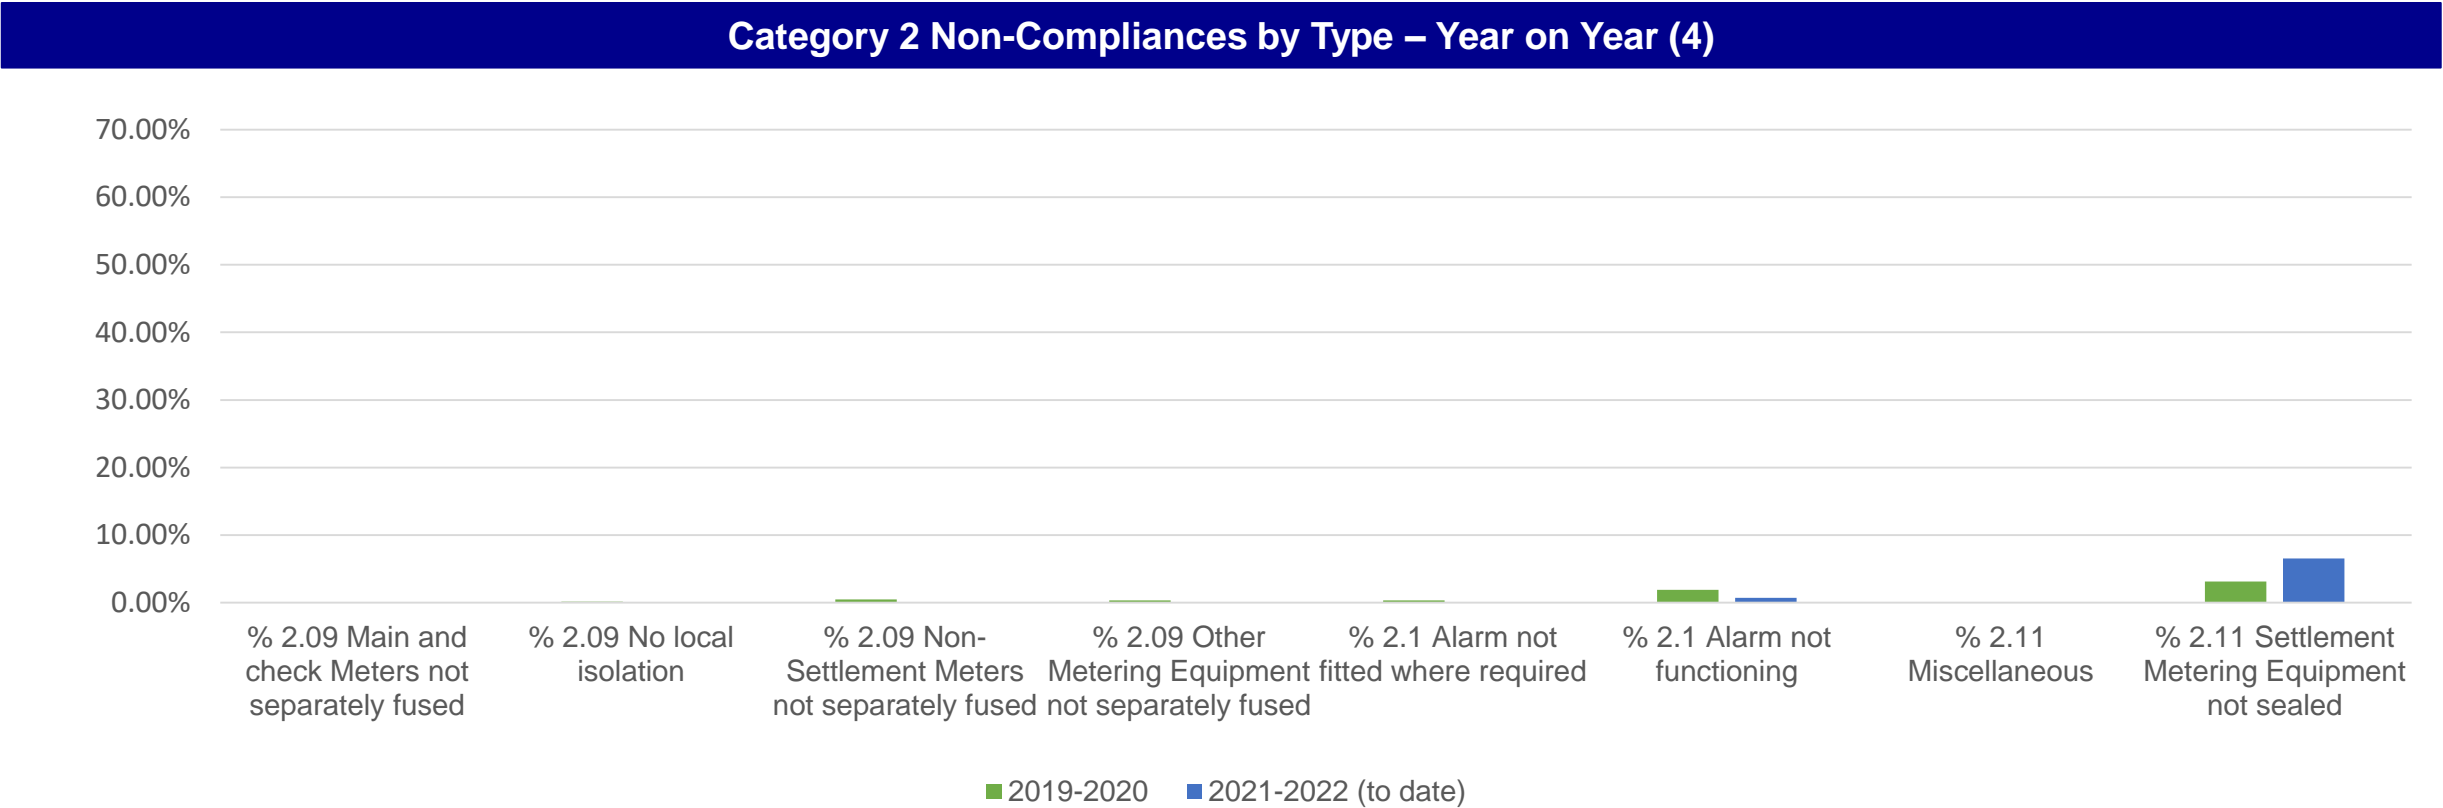 Category 2 Non-Compliances by Type – Year on Year (4)
70.00%
60.00%
50.00%
40.00%
30.00%
20.00%
10.00%
0.00%
% 2.09 Main and
check Meters not
separately fused
% 2.09 No local
isolation
% 2.09 Non-
Settlement Meters
not separately fused
% 2.09 Other
Metering Equipment
not separately fused
% 2.1 Alarm not
fitted where required
% 2.1 Alarm not
functioning
% 2.11
Miscellaneous
% 2.11 Settlement
Metering Equipment
not sealed
2019-2020
2021-2022 (to date)